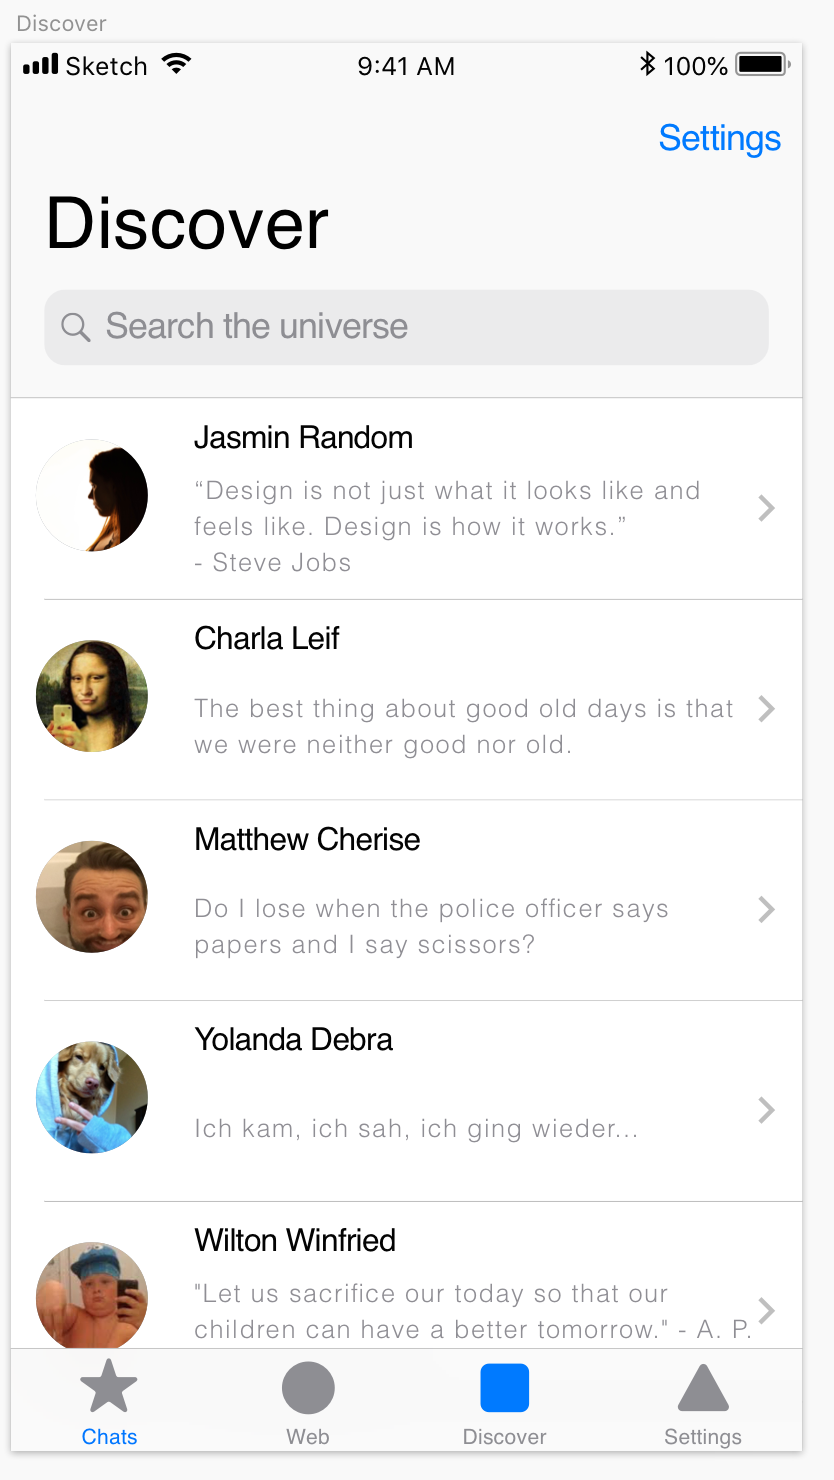 Discover
Sketch 9:41 AM 100%
Settings
Discover
Search the universe
Jasmin Random
“Design is not just what it looks like and
feels like. Design is how it works.”
- Steve Jobs
Charla Leif
The best thing about good old days is that
we were neither good nor old.
Matthew Cherise
Do I lose when the police officer says
papers and I say scissors?
Yolanda Debra
Ich kam, ich sah, ich ging wieder...
Wilton Winfried
"Let us sacrifice our today so that our
children can have a better tomorrow." - A. P.
Chats Web Discover Settings